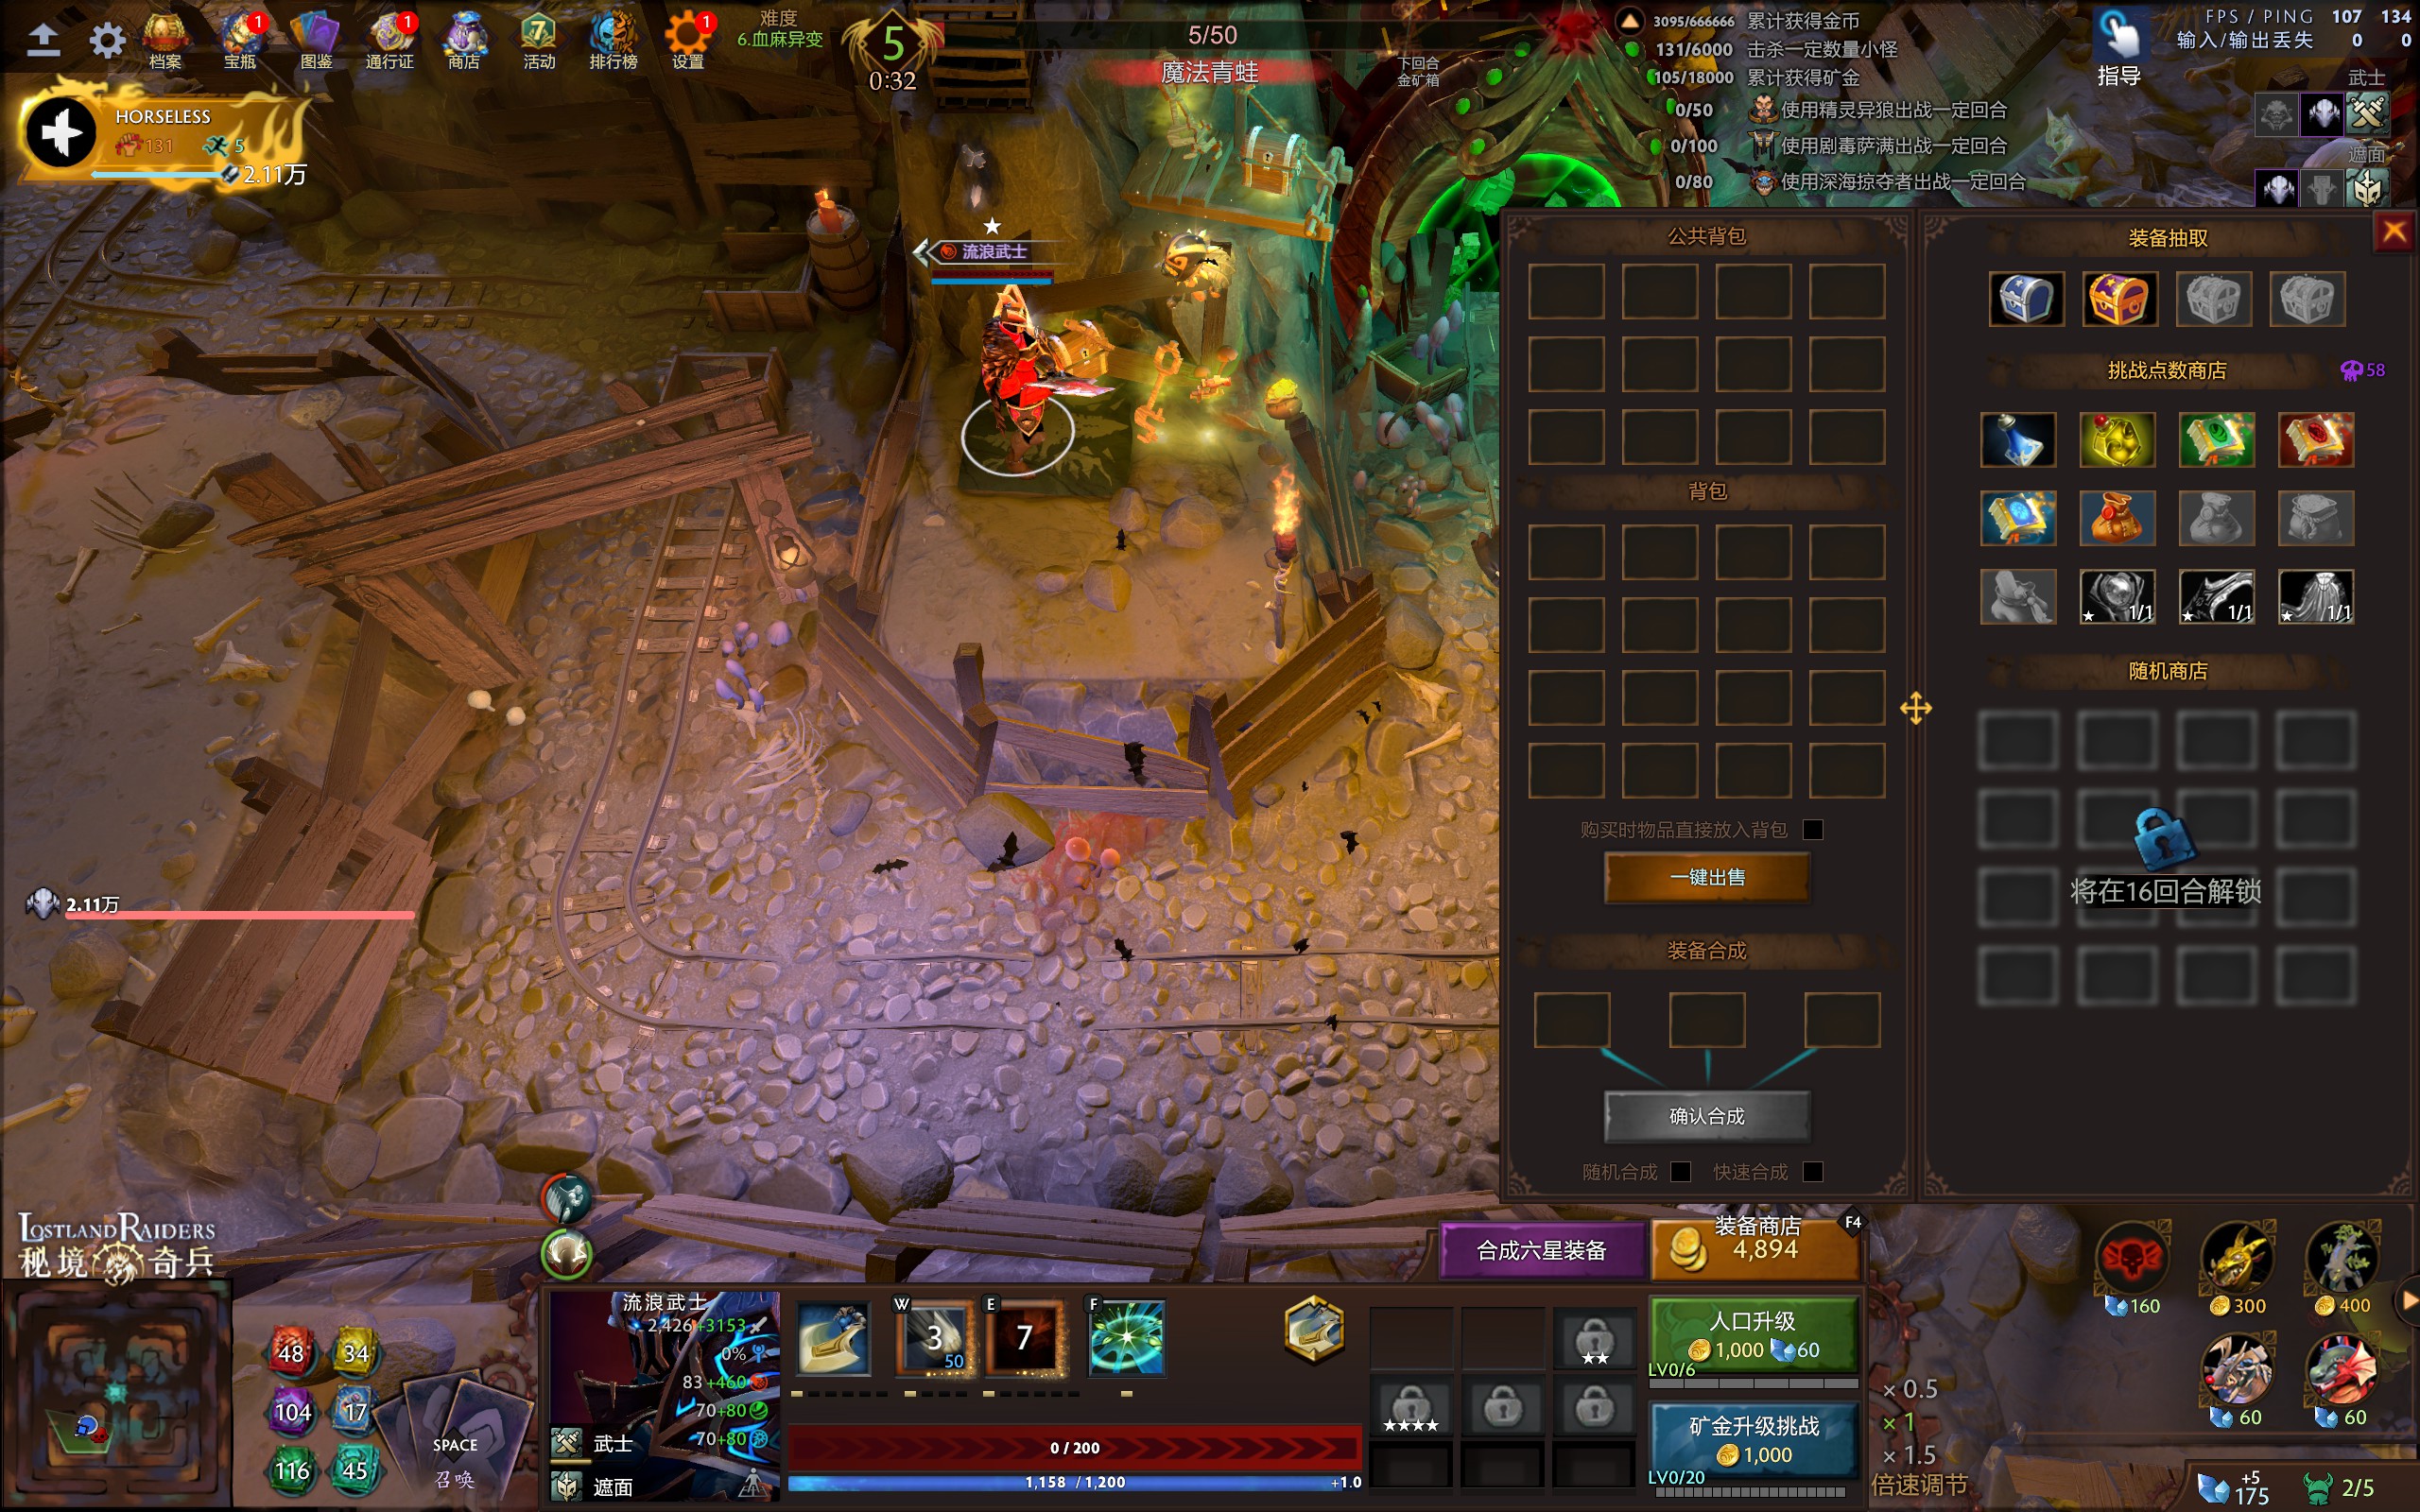 档案
宝瓶
1
图鉴
通行证
1
商店
7
活动
排行榜
设置
1
难度
6.血麻异变
5
0:32
5/50
魔法青蛙
下回合
金矿箱
3095/666666 累计获得金币
131/6000 击杀一定数量小怪
105/18000 累计获得矿金
0/50 使用精灵异狼出战一定回合
0/100 使用剧毒萨满出战一定回合
0/80 使用深海掠夺者出战一定回合
指导
FPS / PING 107 134
输入/输出丢失 0 0
武士
遮面
HORSELESS
131 5
2.11万
流浪武士
2.11万
公共背包
背包
购买时物品直接放入背包
一键出售
装备合成
确认合成
随机合成 快速合成
装备抽取
挑战点数商店 58
1/1 1/1 1/1
随机商店
将在16回合解锁
LOSTLAND RAIDERS
秘境奇兵
48 34
104 17
116 45
SPACE
召唤
流浪武士
2,426+3153
0%
83+460
70+80
70+80
武士
遮面
W
3
50
E
7
F
0 / 200
1,158 / 1,200 +1.0
合成六星装备
装备商店
4,894
F4
人口升级
1,000 60
LV0/6
矿金升级挑战
1,000
LV0/20
× 0.5
× 1
× 1.5
倍速调节
160 300 400
60 60
+5
175
2/5